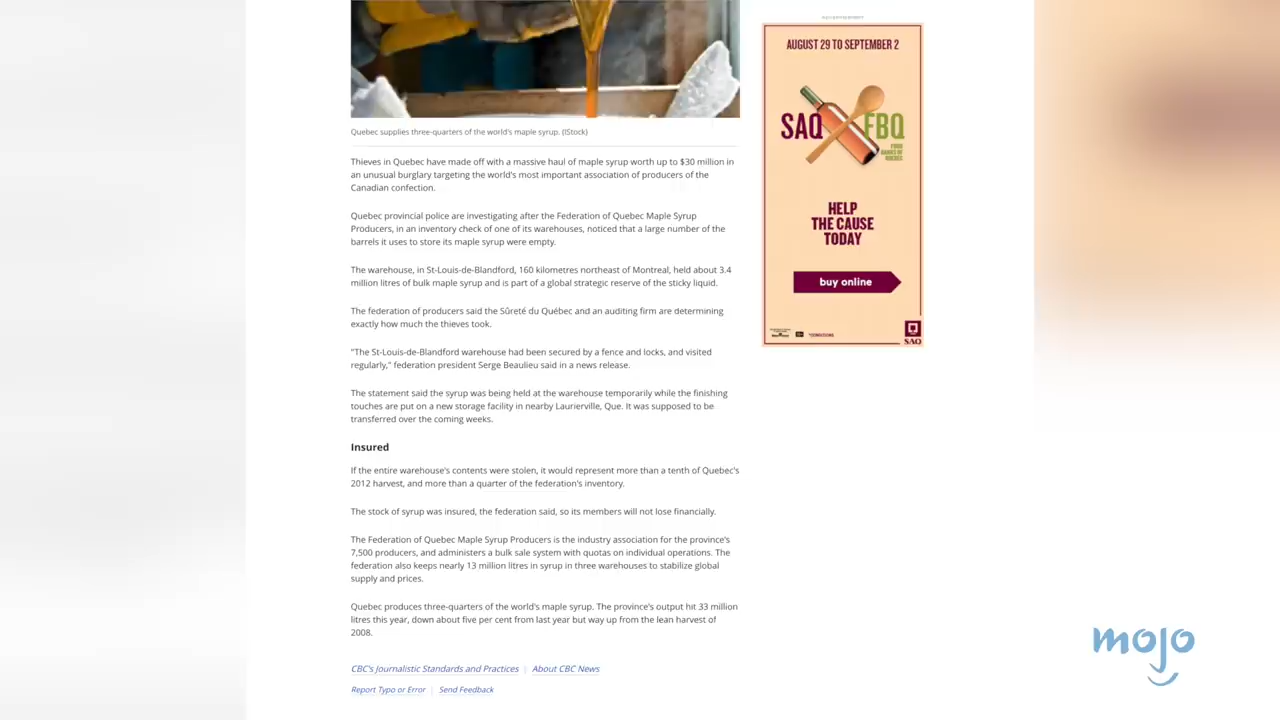 ADVERTISEMENT
AUGUST 29 TO SEPTEMBER 2
SAQ FBQ
FOOD
BANKS OF
QUEBEC
HELP
THE CAUSE
TODAY
buy online
SAQ
Quebec supplies three-quarters of the world's maple syrup. (iStock)
Thieves in Quebec have made off with a massive haul of maple syrup worth up to $30 million in
an unusual burglary targeting the world's most important association of producers of the
Canadian confection.
Quebec provincial police are investigating after the Federation of Quebec Maple Syrup
Producers, in an inventory check of one of its warehouses, noticed that a large number of the
barrels it uses to store its maple syrup were empty.
The warehouse, in St-Louis-de-Blandford, 160 kilometres northeast of Montreal, held about 3.4
million litres of bulk maple syrup and is part of a global strategic reserve of the sticky liquid.
The federation of producers said the Sûreté du Québec and an auditing firm are determining
exactly how much the thieves took.
"The St-Louis-de-Blandford warehouse had been secured by a fence and locks, and visited
regularly," federation president Serge Beaulieu said in a news release.
The statement said the syrup was being held at the warehouse temporarily while the finishing
touches are put on a new storage facility in nearby Laurierville, Que. It was supposed to be
transferred over the coming weeks.
Insured
If the entire warehouse's contents were stolen, it would represent more than a tenth of Quebec's
2012 harvest, and more than a quarter of the federation's inventory.
The stock of syrup was insured, the federation said, so its members will not lose financially.
The Federation of Quebec Maple Syrup Producers is the industry association for the province's
7,500 producers, and administers a bulk sale system with quotas on individual operations. The
federation also keeps nearly 13 million litres in syrup in three warehouses to stabilize global
supply and prices.
Quebec produces three-quarters of the world's maple syrup. The province's output hit 33 million
litres this year, down about five per cent from last year but way up from the lean harvest of
2008.
CBC's Journalistic Standards and Practices | About CBC News
Report Typo or Error | Send Feedback
mojo